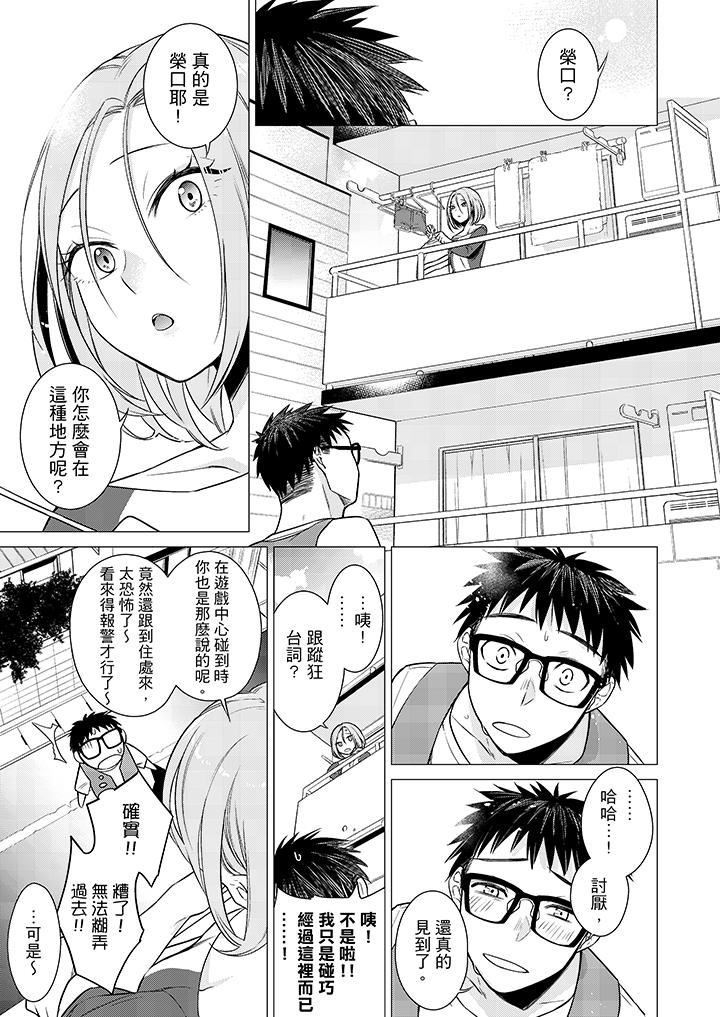 榮口？
真的是
榮口耶！
你怎麼會在
這種地方呢？
……咦！
哈哈…！
……
討厭，
還真的
見到了。
跟蹤狂
台詞？
咦！
不是啦!!
我只是碰巧
經過這裡而已
……！
在遊戲中心碰到時
你也是那麼說的呢。
竟然還跟到住處來，
太恐怖了～
看來得報警才行了～
確實!!
糟了！
無法糊弄
過去!!
…可是～